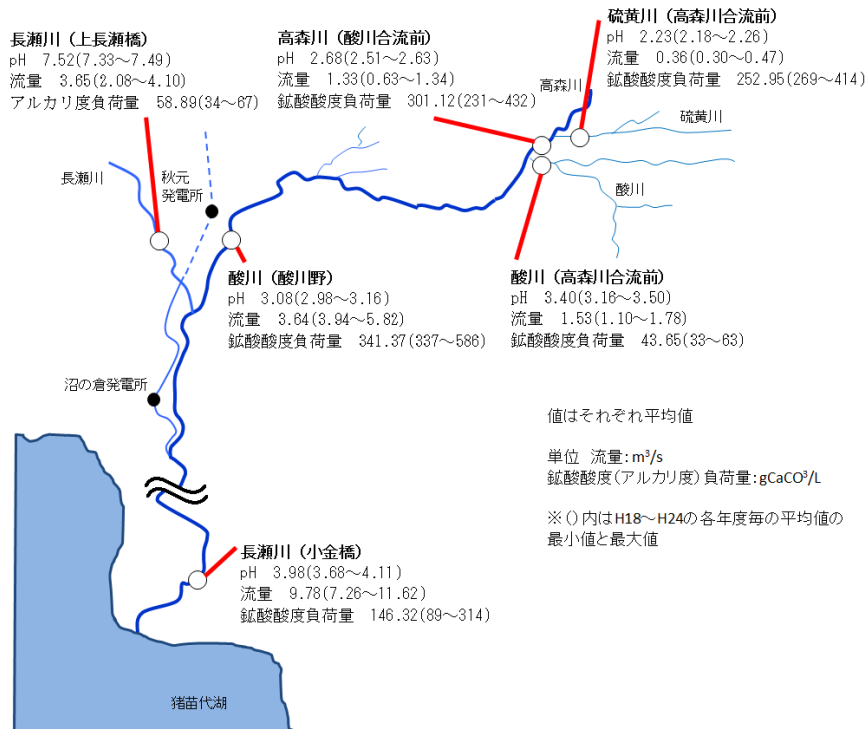 長瀬川（上長瀬橋）
pH 7.52(7.33～7.49)
流量 3.65(2.08～4.10)
アルカリ度負荷量 58.89(34～67)
高森川（酸川合流前）
pH 2.68(2.51～2.63)
流量 1.33(0.63～1.34)
鉱酸酸度負荷量 301.12(231～432)
硫黄川（高森川合流前）
pH 2.23(2.18～2.26)
流量 0.36(0.30～0.47)
鉱酸酸度負荷量 252.95(269～414)
高森川
硫黄川
酸川
長瀬川
秋元
発電所
酸川（酸川野）
pH 3.08(2.98～3.16)
流量 3.64(3.94～5.82)
鉱酸酸度負荷量 341.37(337～586)
酸川（高森川合流前）
pH 3.40(3.16～3.50)
流量 1.53(1.10～1.78)
鉱酸酸度負荷量 43.65(33～63)
沼の倉発電所
値はそれぞれ平均値
単位 流量：m³/s
鉱酸酸度（アルカリ度）負荷量：gCaCO³/L
※（）内はH18～H24の各年度毎の平均値の
最小値と最大値
長瀬川（小金橋）
pH 3.98(3.68～4.11)
流量 9.78(7.26～11.62)
鉱酸酸度負荷量 146.32(89～314)
猪苗代湖